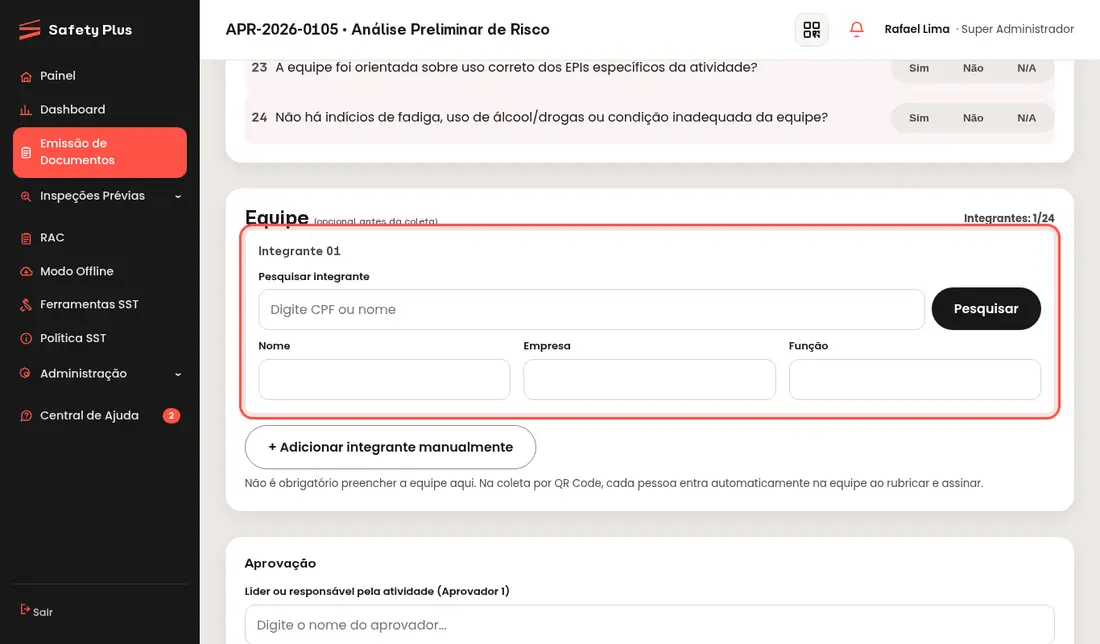 Safety Plus
APR-2026-0105 • Análise Preliminar de Risco
Rafael Lima · Super Administrador
Painel
Dashboard
Emissão de
Documentos
Inspeções Prévias
RAC
Modo Offline
Ferramentas SST
Política SST
Administração
Central de Ajuda 2
Sair
23 A equipe foi orientada sobre uso correto dos EPIs específicos da atividade? Sim Não N/A
24 Não há indícios de fadiga, uso de álcool/drogas ou condição inadequada da equipe? Sim Não N/A
Equipe (opcional antes da coleta) Integrantes: 1/24
Integrante 01
Pesquisar integrante
Digite CPF ou nome Pesquisar
Nome Empresa Função
+ Adicionar integrante manualmente
Não é obrigatório preencher a equipe aqui. Na coleta por QR Code, cada pessoa entra automaticamente na equipe ao rubricar e assinar.
Aprovação
Líder ou responsável pela atividade (Aprovador 1)
Digite o nome do aprovador...